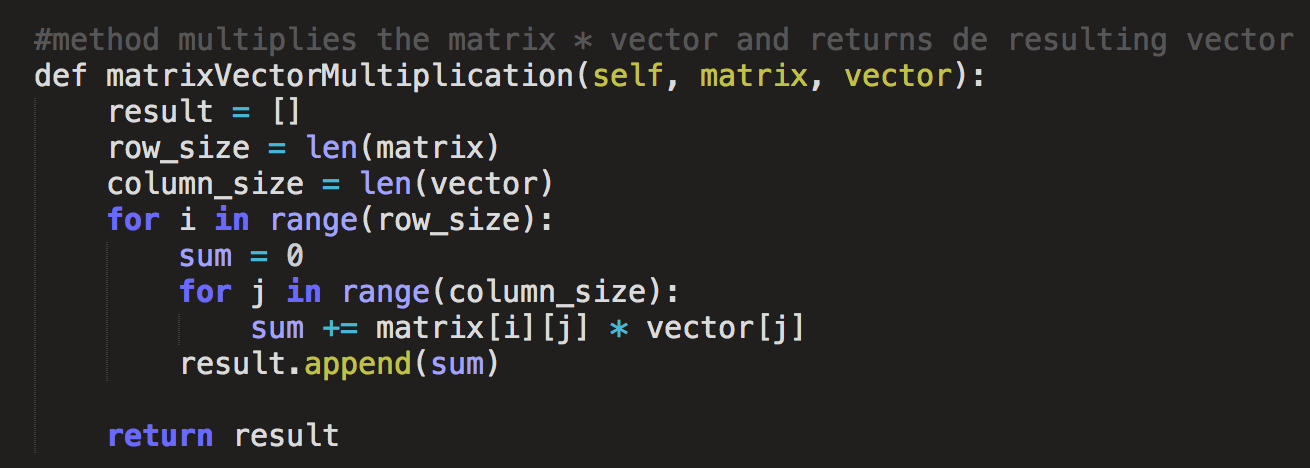 #method multiplies the matrix * vector and returns de resulting vector
def matrixVectorMultiplication(self, matrix, vector):
    result = []
    row_size = len(matrix)
    column_size = len(vector)
    for i in range(row_size):
        sum = 0
        for j in range(column_size):
            sum += matrix[i][j] * vector[j]
        result.append(sum)

    return result